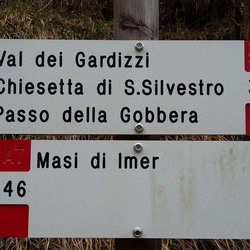 Val dei Gardizzi
Chiesetta di S.Silvestro
Passo della Gobbera
Masi di Imer
46